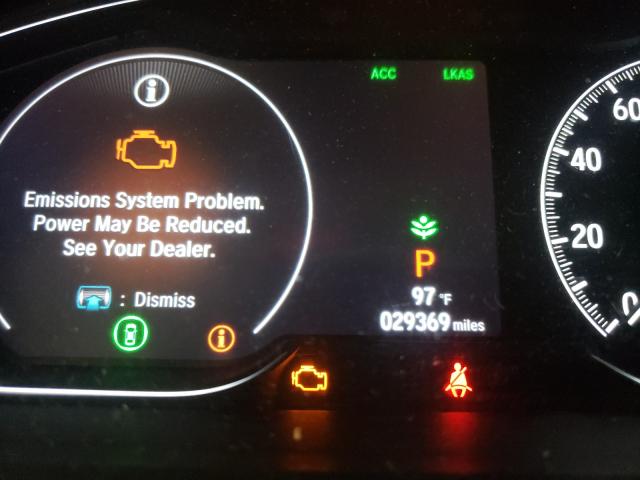 ACC LKAS
Emissions System Problem.
Power May Be Reduced.
See Your Dealer.
: Dismiss
P
97 °F
029369 miles
60
40
20
0